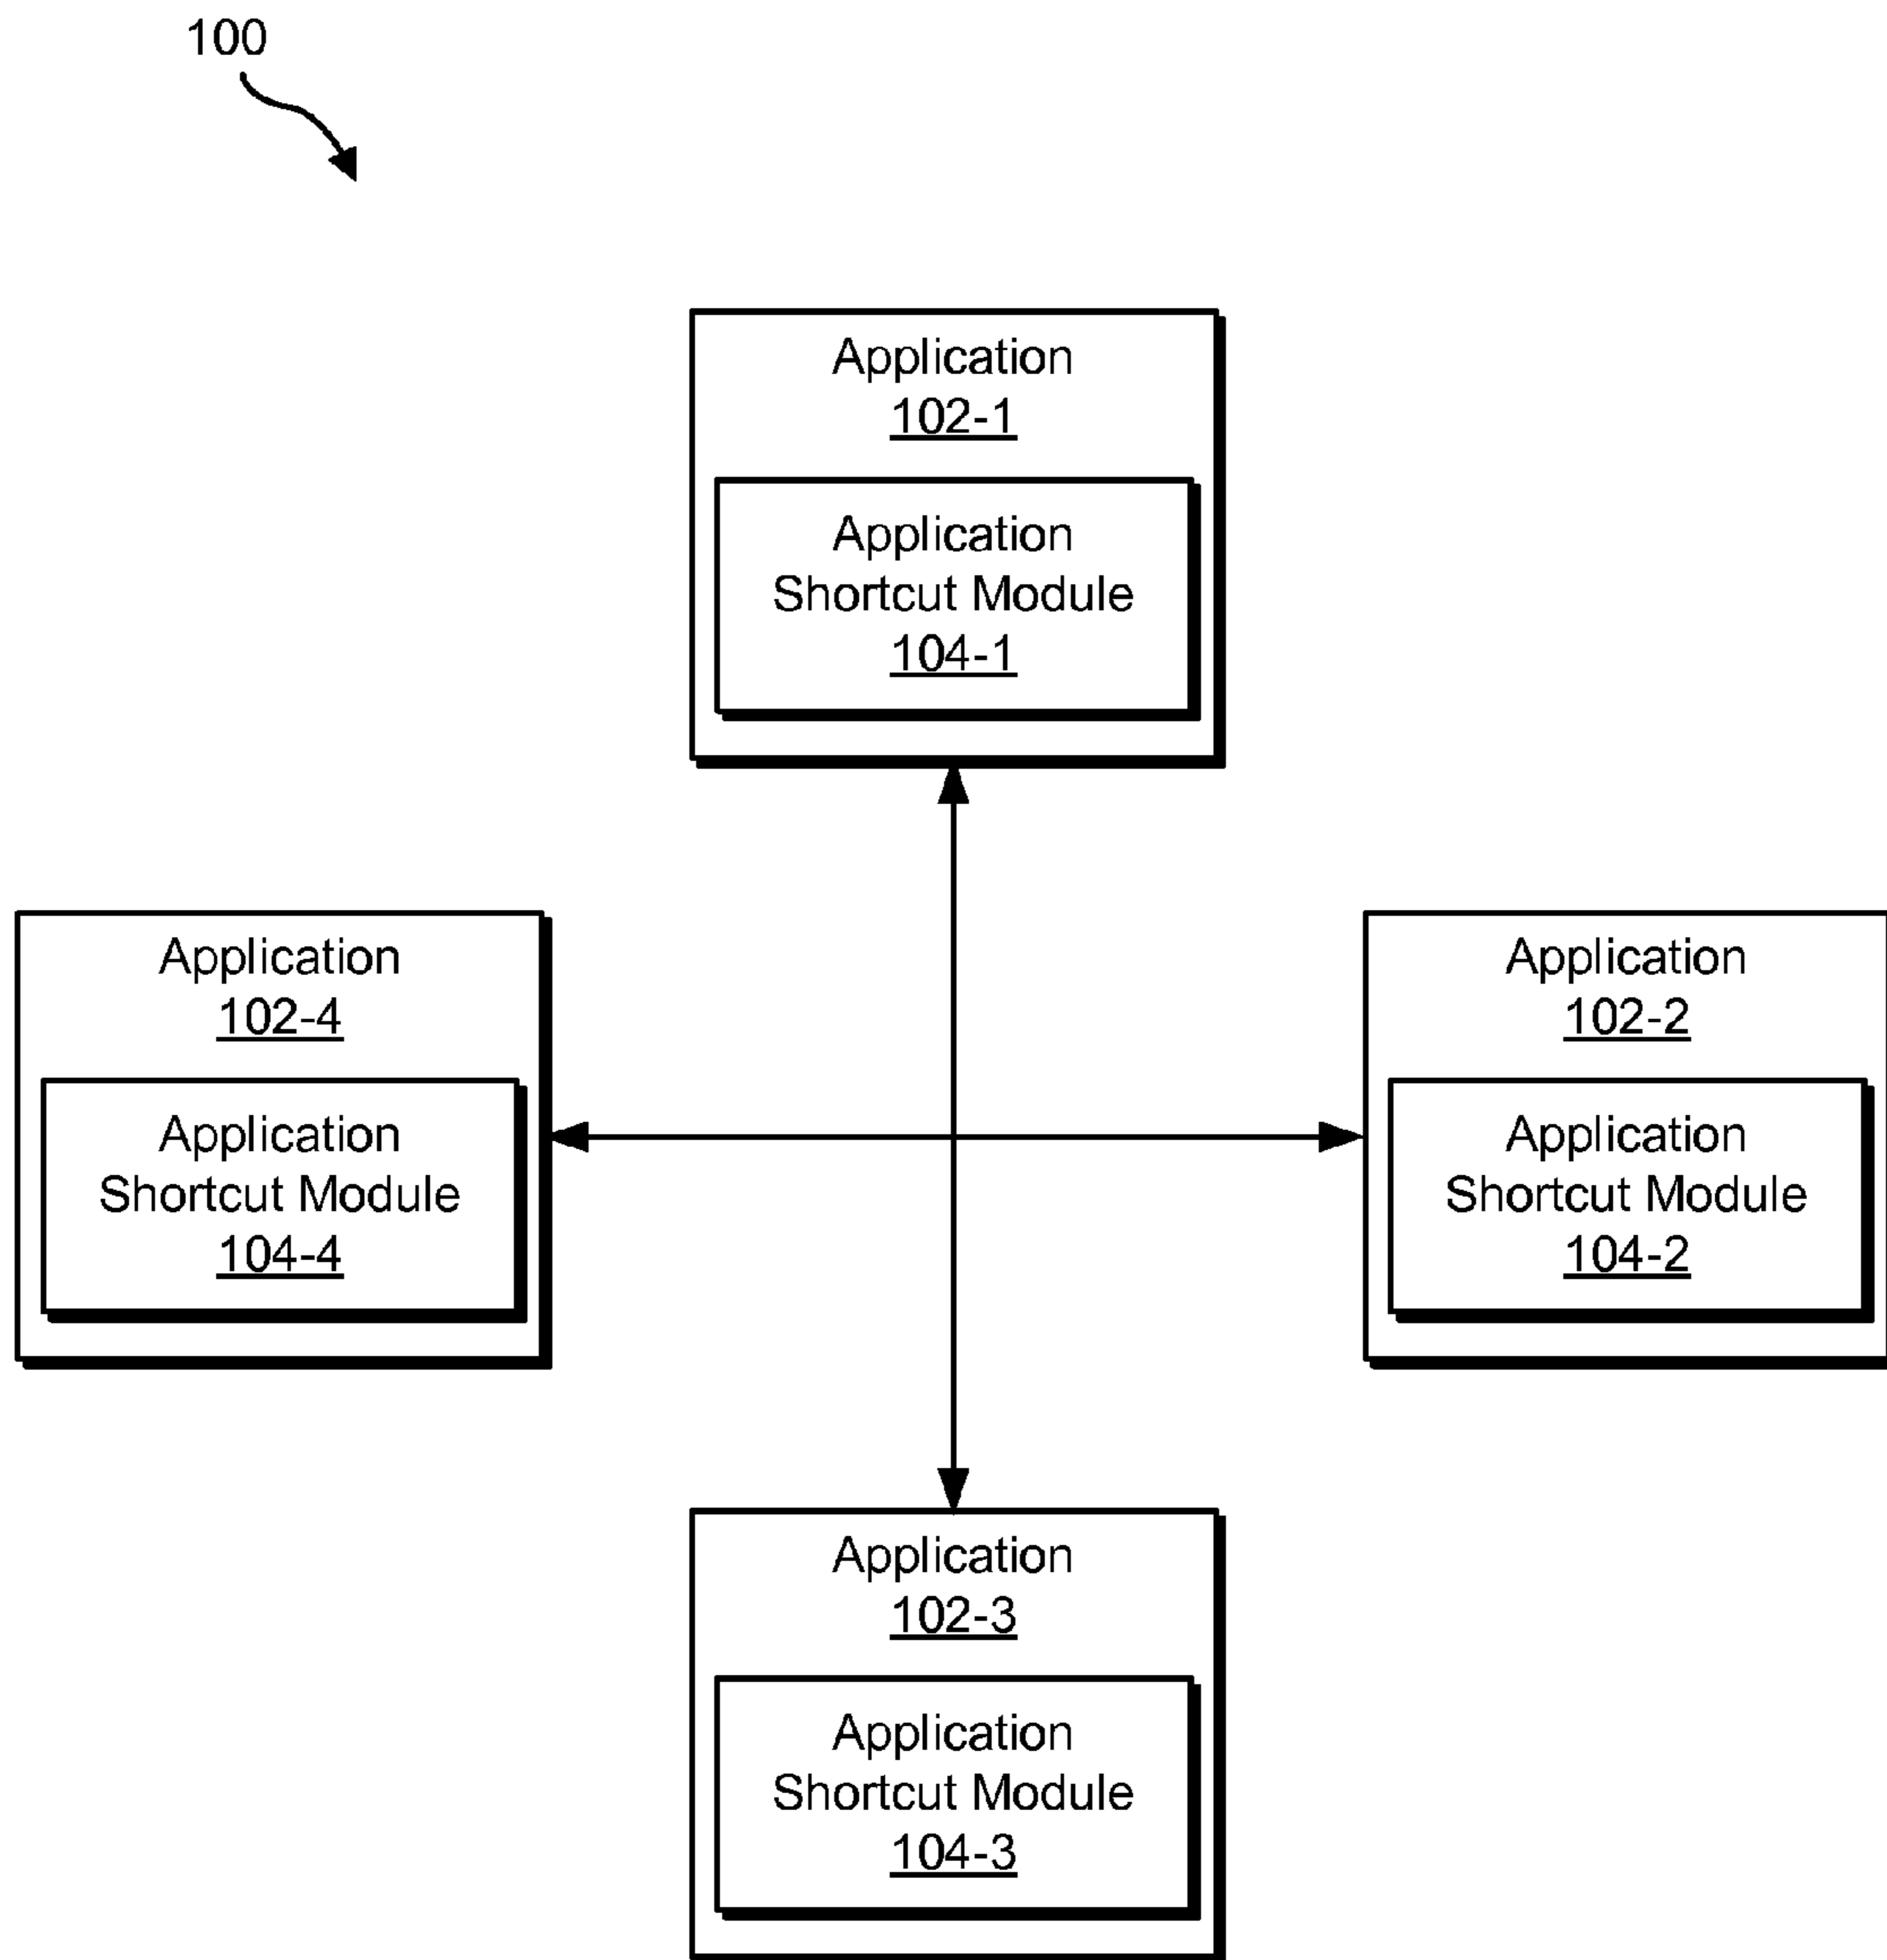 100
Application
102-1
Application
Shortcut Module
104-1
Application
102-4
Application
Shortcut Module
104-4
Application
102-2
Application
Shortcut Module
104-2
Application
102-3
Application
Shortcut Module
104-3